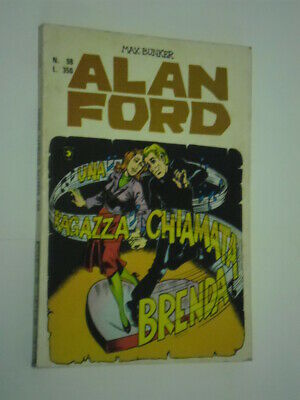 MAX BUNKER
N. 98
L. 350
ALAN
FORD
UNA
RAGAZZA CHIAMATA
BRENDA